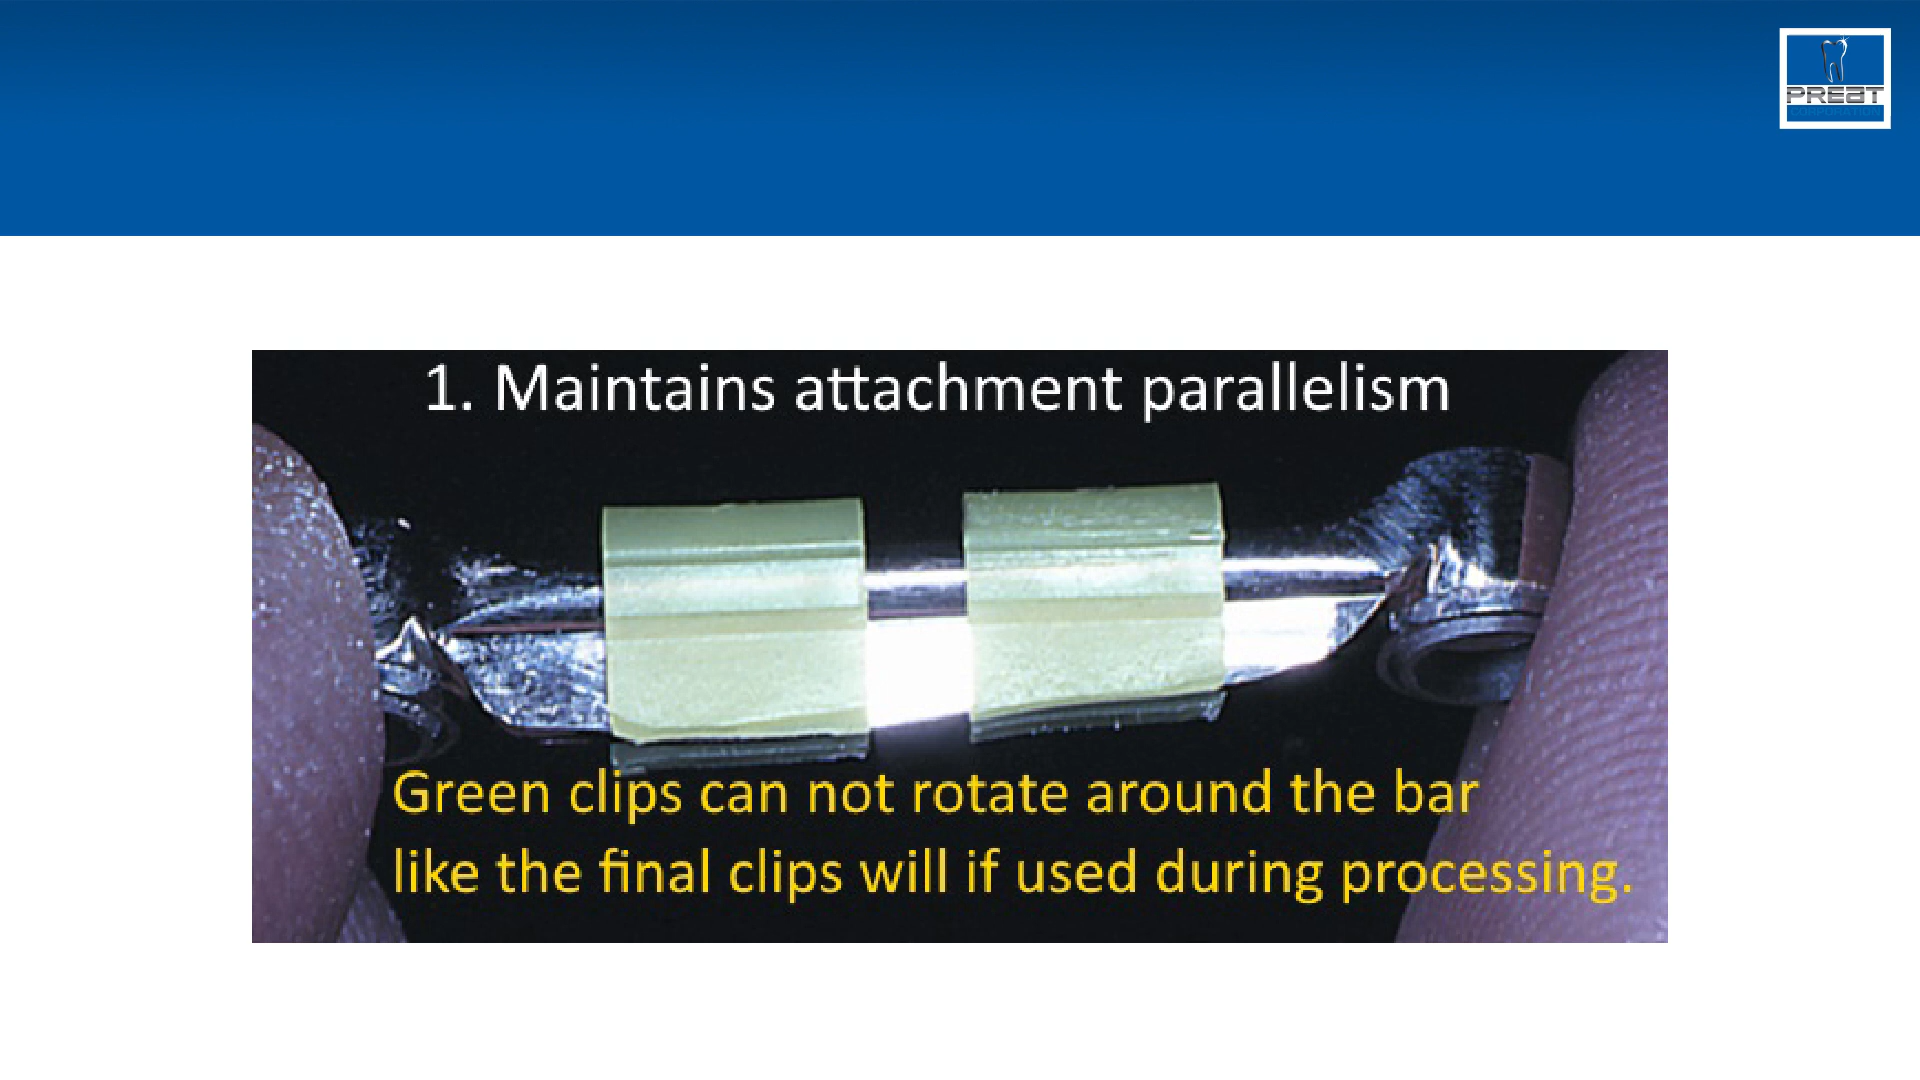 PREAT
1. Maintains attachment parallelism
Green clips can not rotate around the bar
like the final clips will if used during processing.